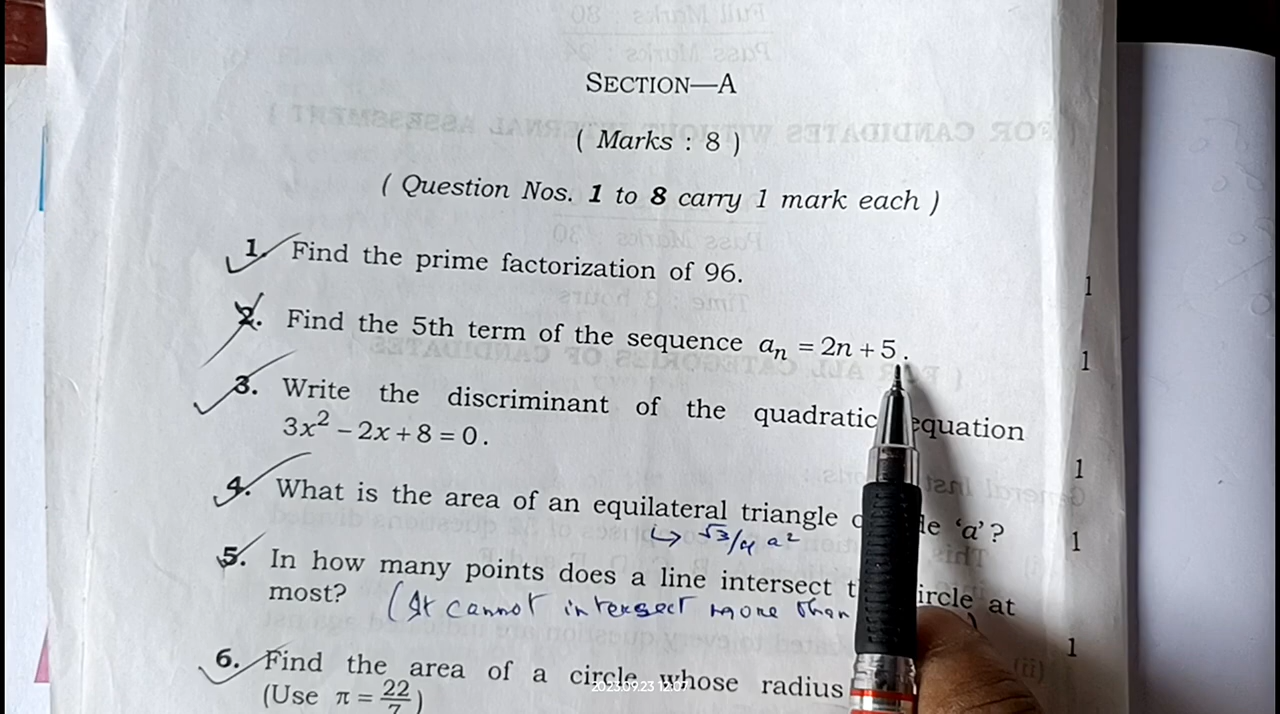 SECTION—A
( Marks : 8 )
( Question Nos. 1 to 8 carry 1 mark each )
1. Find the prime factorization of 96.
1
2. Find the 5th term of the sequence aₙ = 2n + 5.
1
3. Write the discriminant of the quadratic equation
3x² – 2x + 8 = 0.
1
4. What is the area of an equilateral triangle ‘a’?
↳ √3/4 a²
1
5. In how many points does a line intersect at
most? (It cannot intersect more than )
1
6. Find the area of a circle whose radius
(Use π = 22/7)
2023.09.23 12:07